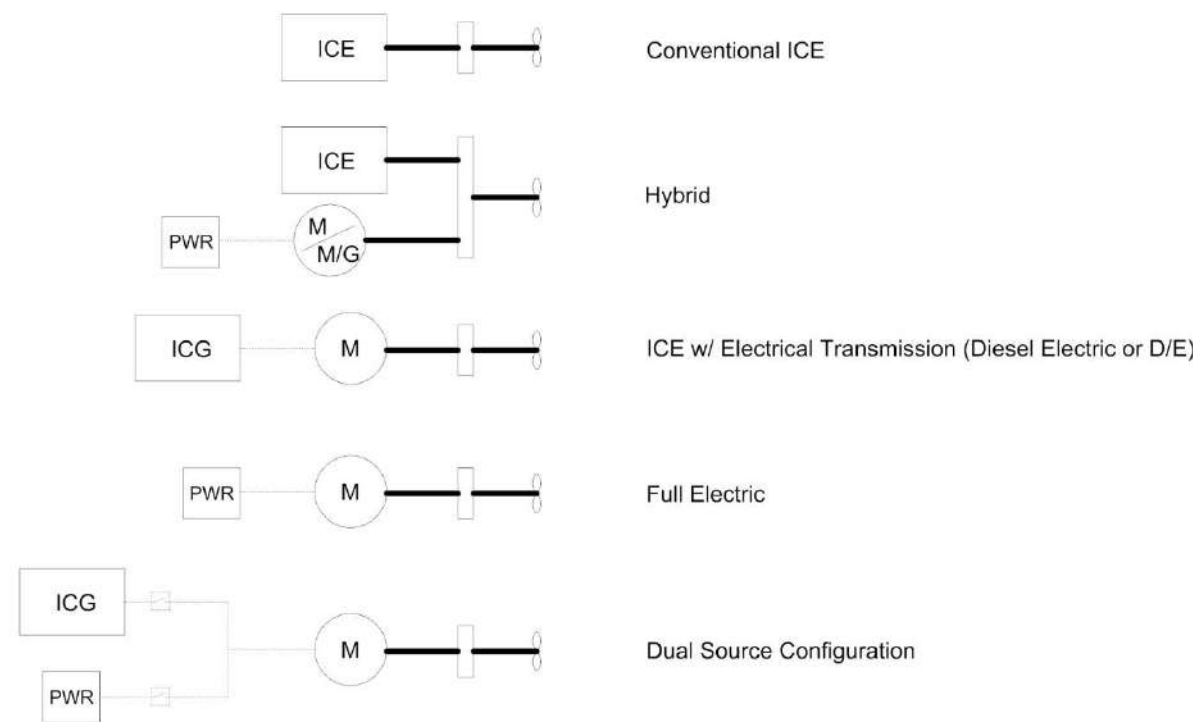 ICE
Conventional ICE
ICE
M
M/G
PWR
Hybrid
ICG
M
ICE w/ Electrical Transmission (Diesel Electric or D/E)
PWR
M
Full Electric
ICG
M
PWR
Dual Source Configuration